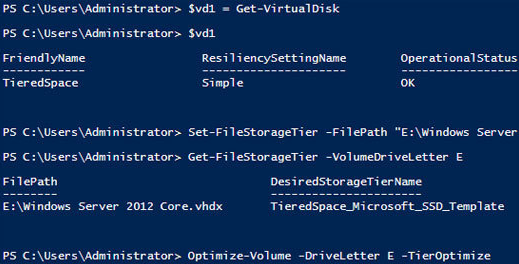 PS C:\Users\Administrator> $vd1 = Get-VirtualDisk
PS C:\Users\Administrator> $vd1
FriendlyName ResiliencySettingName OperationalStatus
------------ --------------------- -----------------
TieredSpace Simple OK
PS C:\Users\Administrator> Set-FileStorageTier -FilePath "E:\Windows Server
PS C:\Users\Administrator> Get-FileStorageTier -VolumeDriveLetter E
FilePath DesiredStorageTierName
-------- ----------------------
E:\Windows Server 2012 Core.vhdx TieredSpace_Microsoft_SSD_Template
PS C:\Users\Administrator> Optimize-Volume -DriveLetter E -TierOptimize